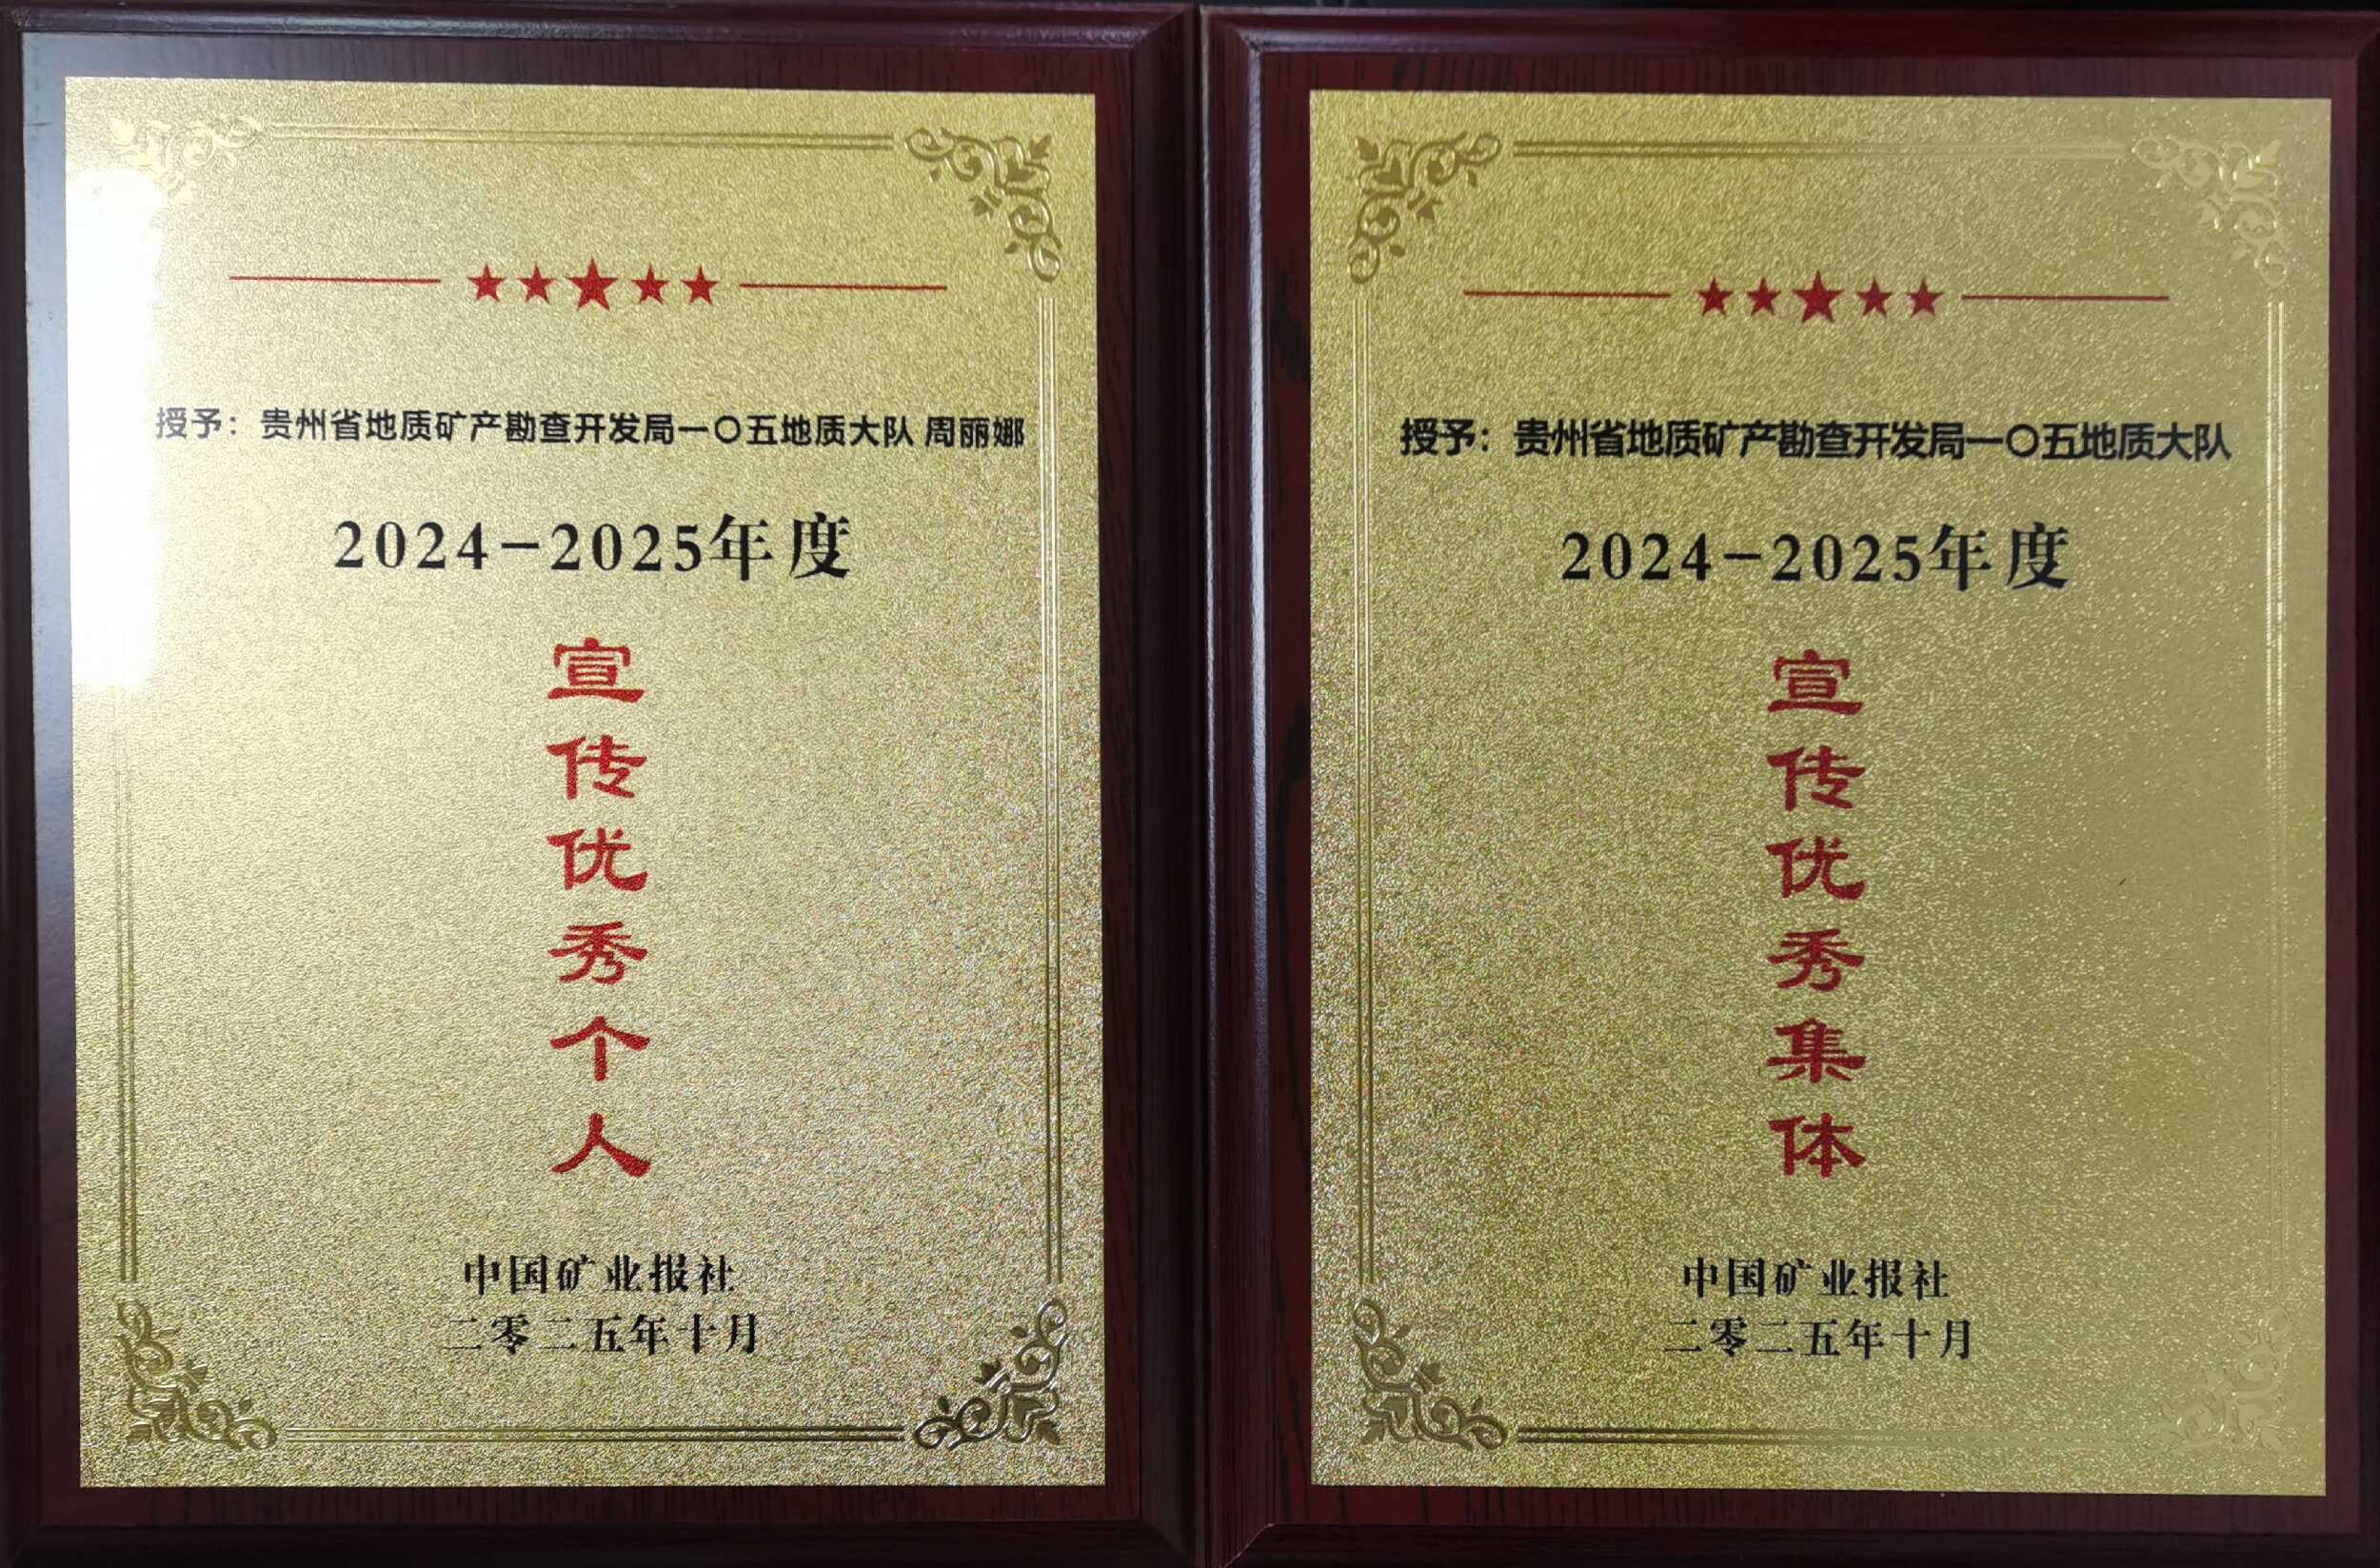 授予：贵州省地质矿产勘查开发局一〇五地质大队 周丽娜
2024-2025年度
宣传优秀个人
中国矿业报社
二零二五年十月
授予：贵州省地质矿产勘查开发局一〇五地质大队
2024-2025年度
宣传优秀集体
中国矿业报社
二零二五年十月